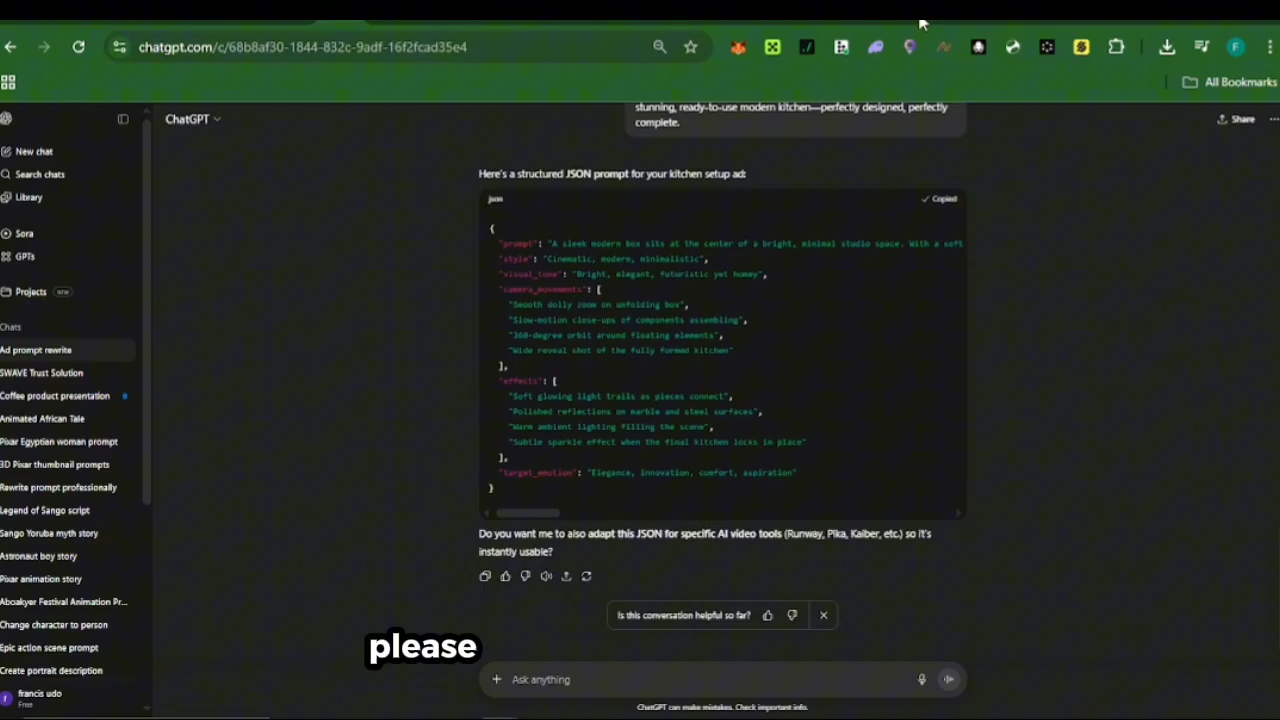 chatgpt.com/c/68b8af30-1844-832c-9adf-16f2fcad35e4
F
All Bookmarks
ChatGPT
Share
New chat
Search chats
Library
Sora
GPTs
Projects NEW
Chats
Ad prompt rewrite
SWAVE Trust Solution
Coffee product presentation
Animated African Tale
Pixar Egyptian woman prompt
3D Pixar thumbnail prompts
Rewrite prompt professionally
Legend of Sango script
Sango Yoruba myth story
Astronaut boy story
Pixar animation story
Aboakyer Festival Animation Pr...
Change character to person
Epic action scene prompt
Create portrait description
f
francis udo
Free
stunning, ready-to-use modern kitchen—perfectly designed, perfectly
complete.
Here's a structured JSON prompt for your kitchen setup ad:
json
Copied
{
"prompt": "A sleek modern box sits at the center of a bright, minimal studio space. With a soft
"style": "Cinematic, modern, minimalistic",
"visual_tone": "Bright, elegant, futuristic yet homey",
"camera_movements": [
"Smooth dolly zoom on unfolding box",
"Slow-motion close-ups of components assembling",
"360-degree orbit around floating elements",
"Wide reveal shot of the fully formed kitchen"
],
"effects": [
"Soft glowing light trails as pieces connect",
"Polished reflections on marble and steel surfaces",
"Warm ambient lighting filling the scene",
"Subtle sparkle effect when the final kitchen locks in place"
],
"target_emotion": "Elegance, innovation, comfort, aspiration"
}
Do you want me to also adapt this JSON for specific AI video tools (Runway, Pika, Kaiber, etc.) so it's
instantly usable?
Is this conversation helpful so far?
please
Ask anything
ChatGPT can make mistakes. Check important info.